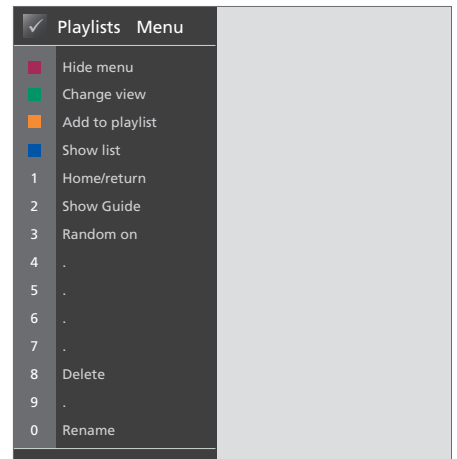 Playlists Menu
Hide menu
Change view
Add to playlist
Show list
1 Home/return
2 Show Guide
3 Random on
4 .
5 .
6 .
7 .
8 Delete
9 .
0 Rename